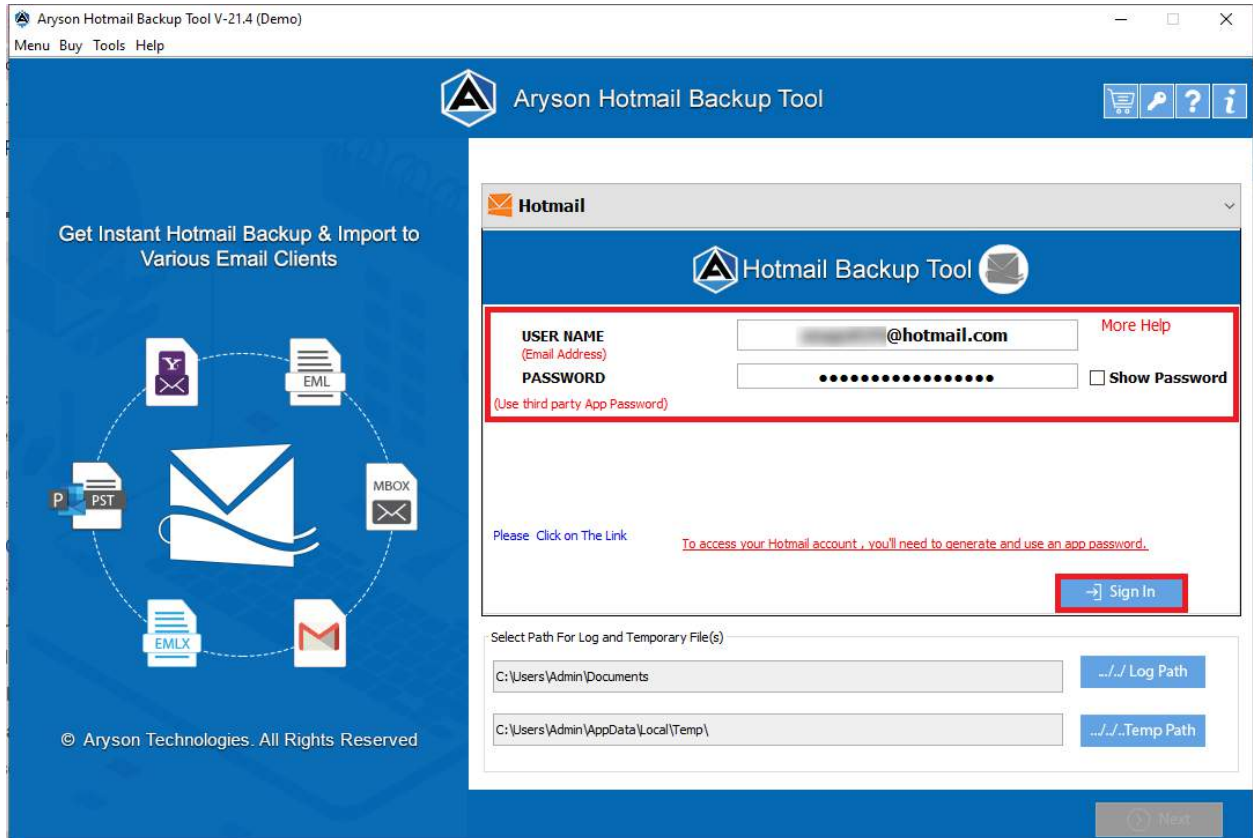 Aryson Hotmail Backup Tool V-21.4 (Demo)
Menu Buy Tools Help
Aryson Hotmail Backup Tool
Get Instant Hotmail Backup & Import to
Various Email Clients
Y
EML
P PST
MBOX
EMLX
© Aryson Technologies. All Rights Reserved
Hotmail
Hotmail Backup Tool
USER NAME
@hotmail.com
More Help
(Email Address)
PASSWORD
Show Password
(Use third party App Password)
Please Click on The Link
To access your Hotmail account , you'll need to generate and use an app password.
Sign In
Select Path For Log and Temporary File(s)
C:\Users\Admin\Documents
.../../ Log Path
C:\Users\Admin\AppData\Local\Temp\
.../../..Temp Path
Next